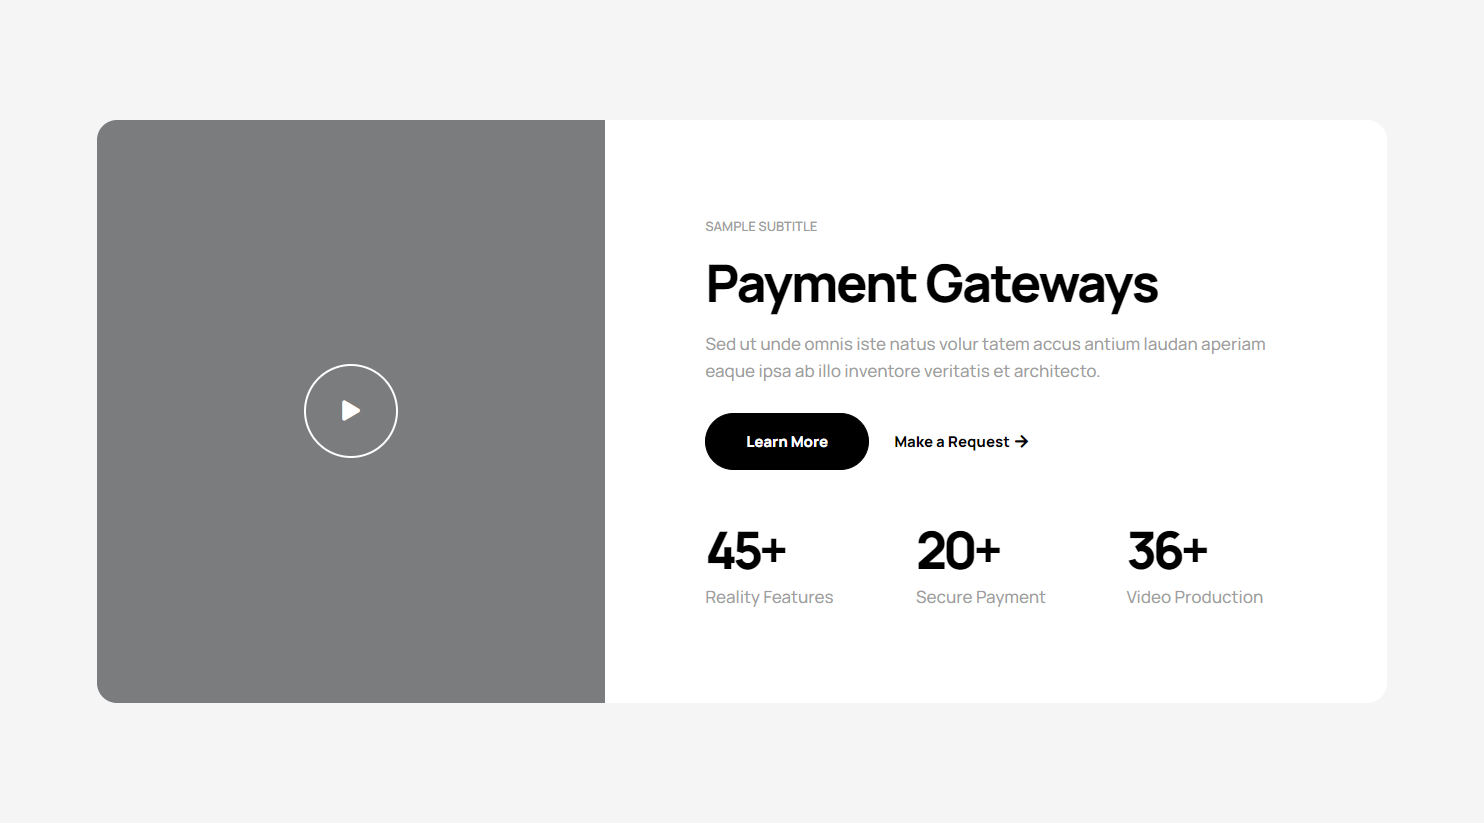 SAMPLE SUBTITLE
Payment Gateways
Sed ut unde omnis iste natus volur tatem accus antium laudan aperiam
eaque ipsa ab illo inventore veritatis et architecto.
Learn More
Make a Request →
45+
Reality Features
20+
Secure Payment
36+
Video Production